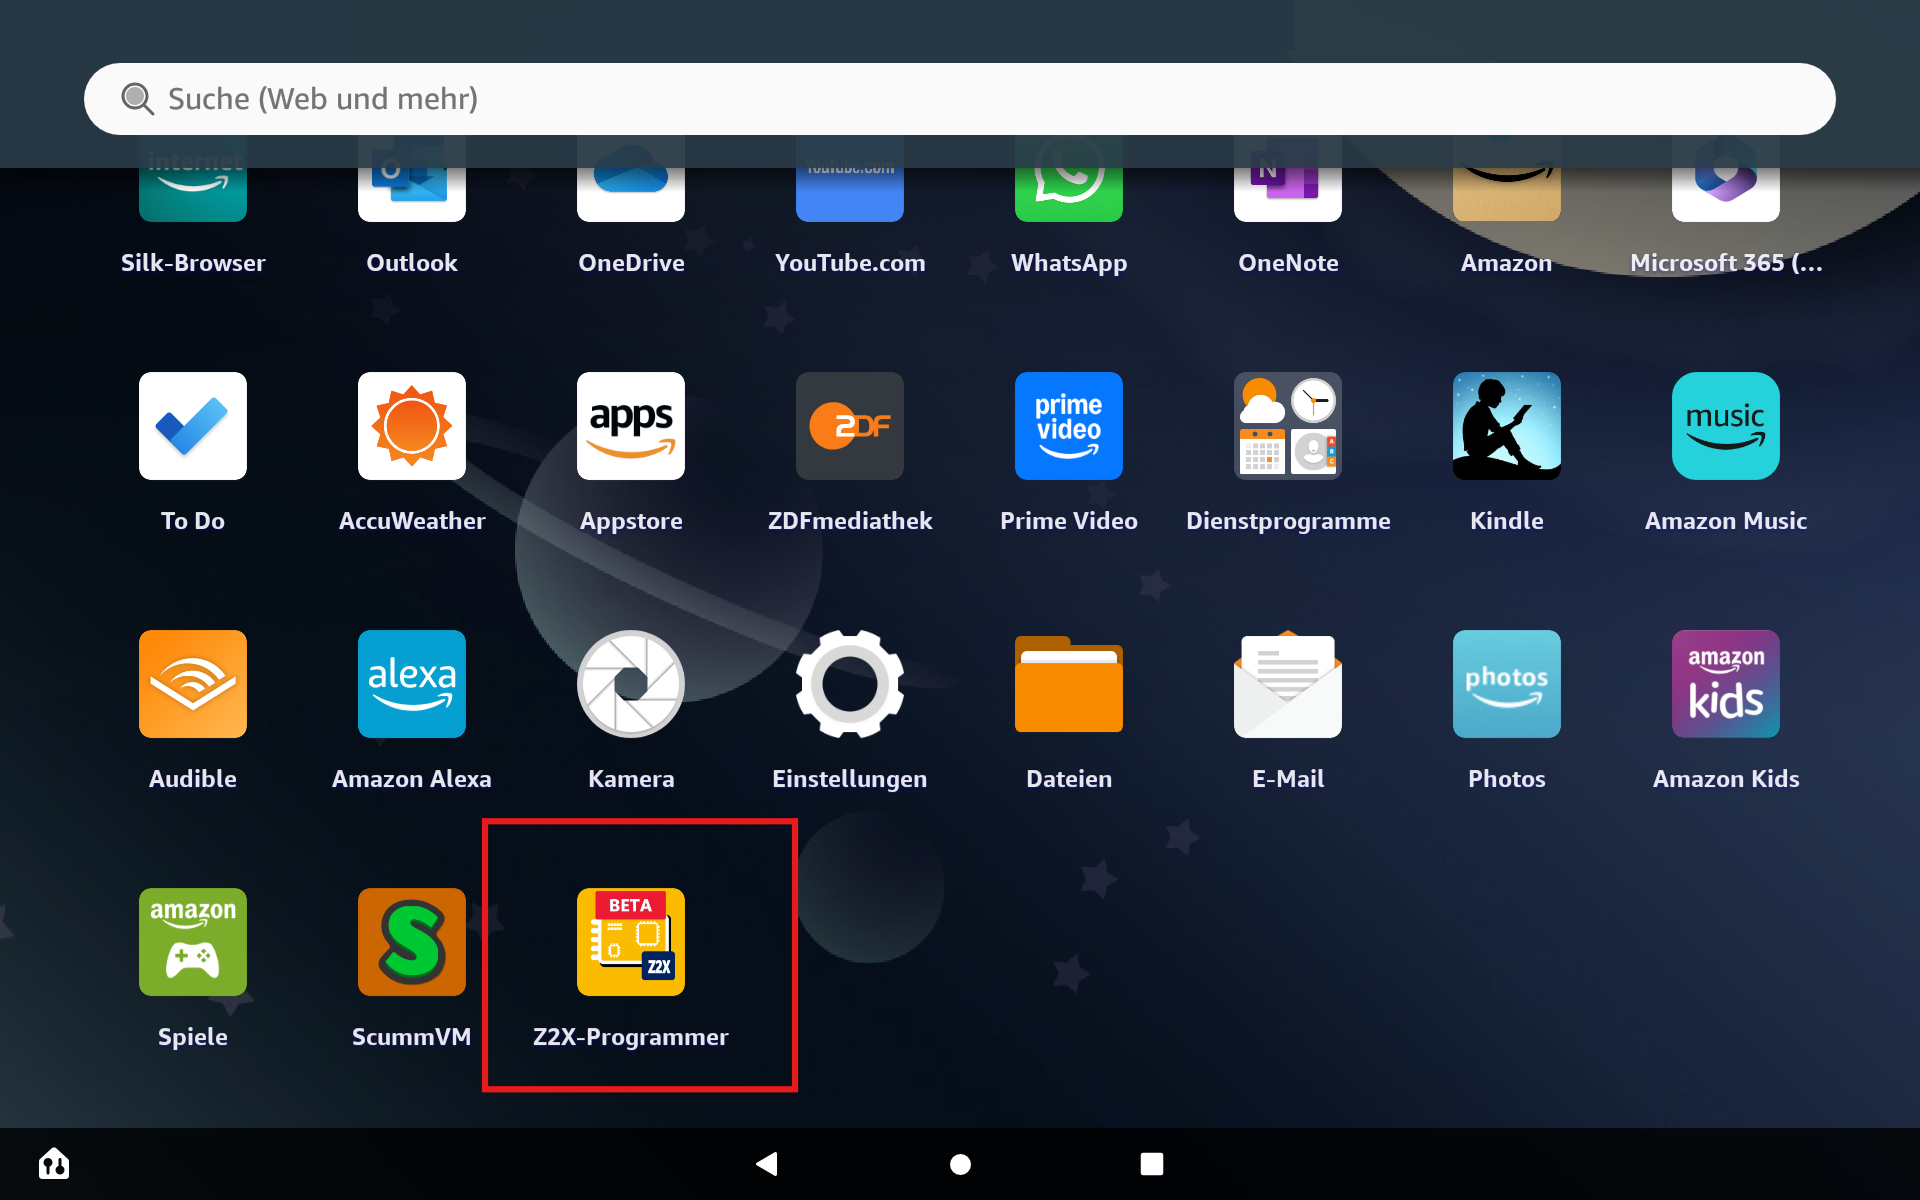 Suche (Web und mehr)
internet
O
YouTube.com
N
Silk-Browser
Outlook
OneDrive
YouTube.com
WhatsApp
OneNote
Amazon
Microsoft 365 (...
apps
ZDF
prime
video
music
To Do
AccuWeather
Appstore
ZDFmediathek
Prime Video
Dienstprogramme
Kindle
Amazon Music
alexa
photos
amazon
kids
Audible
Amazon Alexa
Kamera
Einstellungen
Dateien
E-Mail
Photos
Amazon Kids
amazon
S
BETA
Z2X
Spiele
ScummVM
Z2X-Programmer